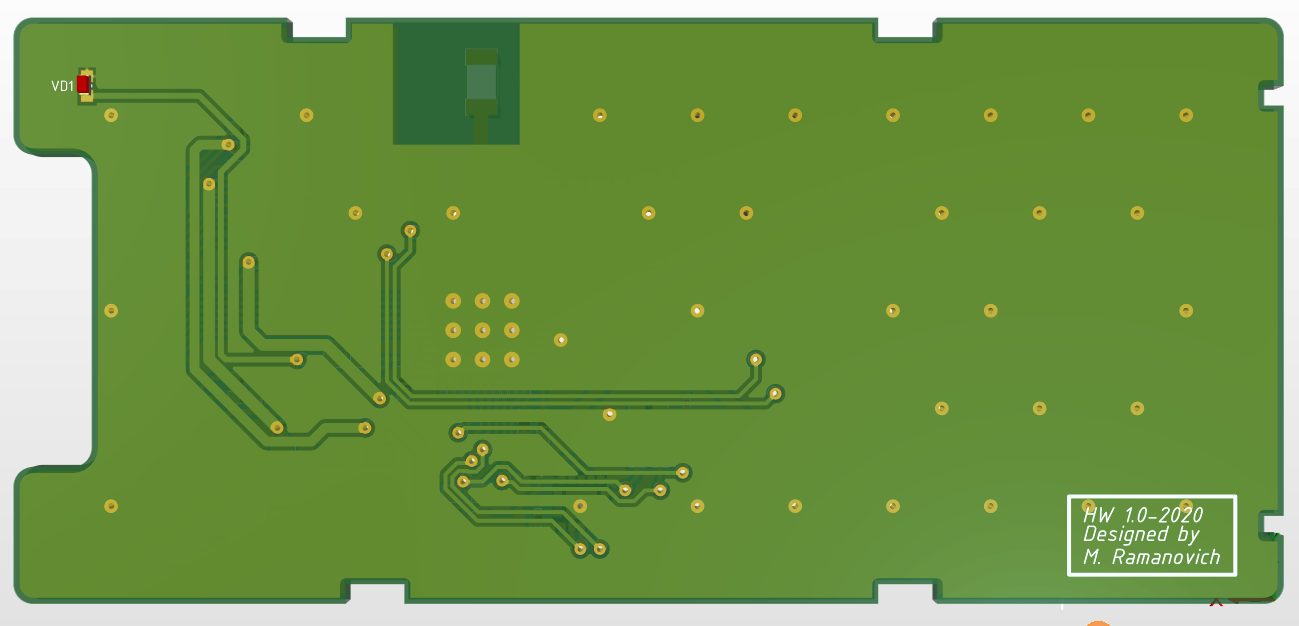 VD1
HW 1.0-2020
Designed by
M. Ramanovich